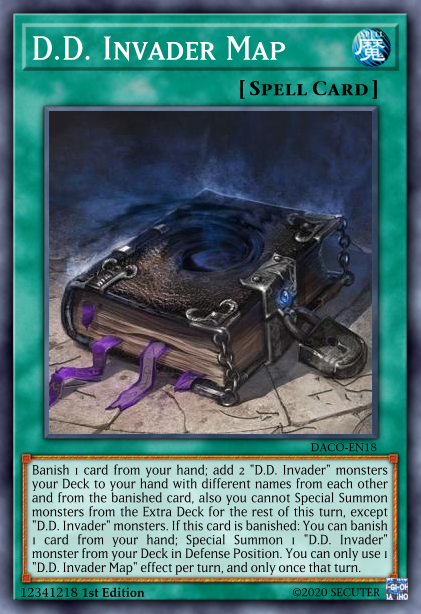 D.D. Invader Map
魔
[Spell Card]
DACO-EN18
Banish 1 card from your hand; add 2 "D.D. Invader" monsters
your Deck to your hand with different names from each other
and from the banished card, also you cannot Special Summon
monsters from the Extra Deck for the rest of this turn, except
"D.D. Invader" monsters. If this card is banished: You can banish
1 card from your hand; Special Summon 1 "D.D. Invader"
monster from your Deck in Defense Position. You can only use 1
"D.D. Invader Map" effect per turn, and only once that turn.
12341218 1st Edition
©2020 SECUTER